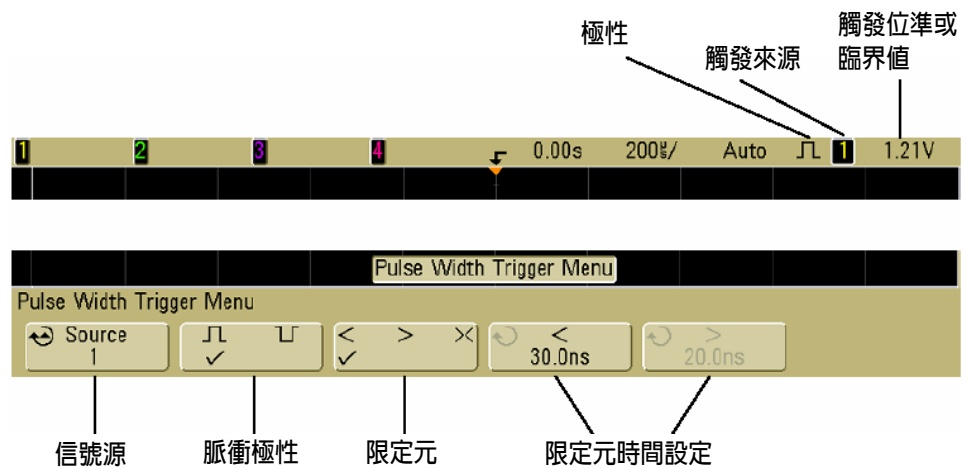 極性
觸發來源
觸發位準或
臨界值
1 2 3 4 0.00s 200㎲/ Auto 1 1.21V
Pulse Width Trigger Menu
Pulse Width Trigger Menu
Source
1
< > ><
✓
✓
<
30.0ns
>
20.0ns
信號源
脈衝極性
限定元
限定元時間設定